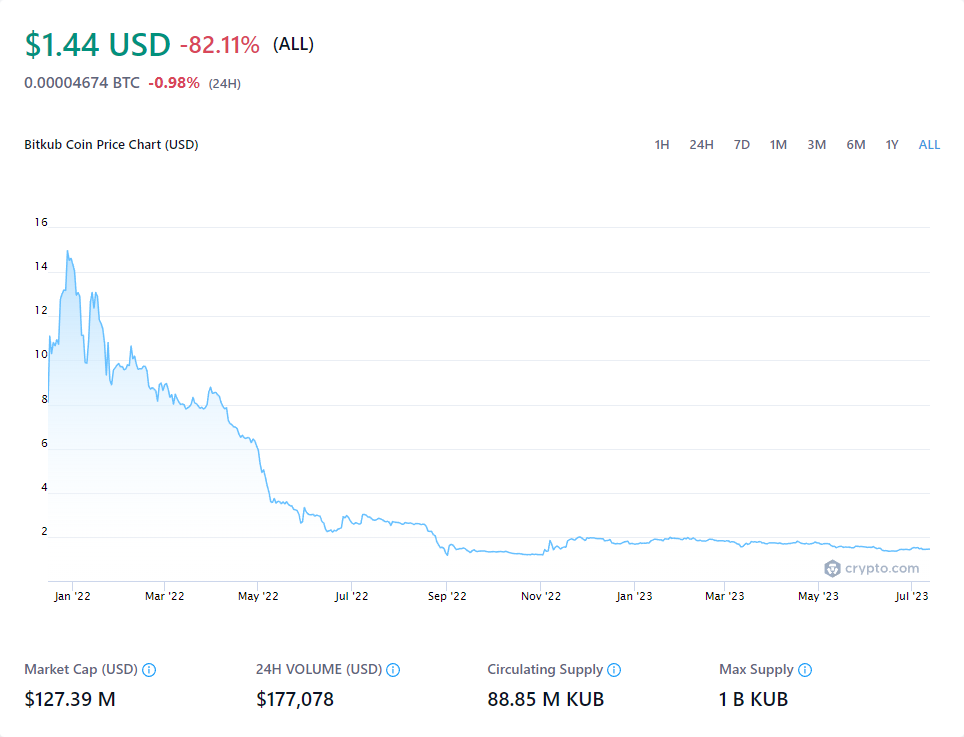 $1.44 USD -82.11% (ALL)
0.00004674 BTC -0.98% (24H)
Bitkub Coin Price Chart (USD) 1H 24H 7D 1M 3M 6M 1Y ALL
16
14
12
10
8
6
4
2
crypto.com
Jan '22 Mar '22 May '22 Jul '22 Sep '22 Nov '22 Jan '23 Mar '23 May '23 Jul '23
Market Cap (USD) 24H VOLUME (USD) Circulating Supply Max Supply
$127.39 M $177,078 88.85 M KUB 1 B KUB